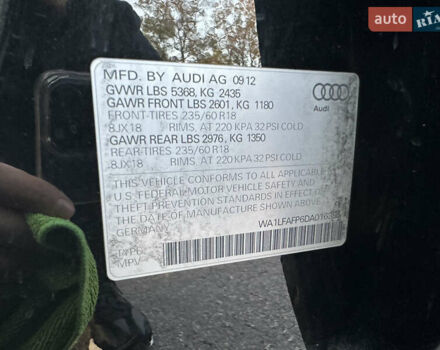 auto RIA
MFD. BY AUDI AG 09 12
GVWR LBS 5368, KG 2435
GAWR FRONT LBS 2601, KG 1180
FRONT-TIRES 235/60 R18
8JX18 RIMS, AT 220 KPA 32 PSI COLD
GAWR REAR LBS 2976, KG 1350
REAR-TIRES 235/60 R18
8JX18 RIMS, AT 220 KPA 32 PSI COLD
THIS VEHICLE CONFORMS TO ALL APPLICABLE
U.S. FEDERAL MOTOR VEHICLE SAFETY AND
THEFT PREVENTION STANDARDS IN EFFECT ON
THE DATE OF MANUFACTURE SHOWN ABOVE.
GERMANY
TYPE:
MPV
Audi